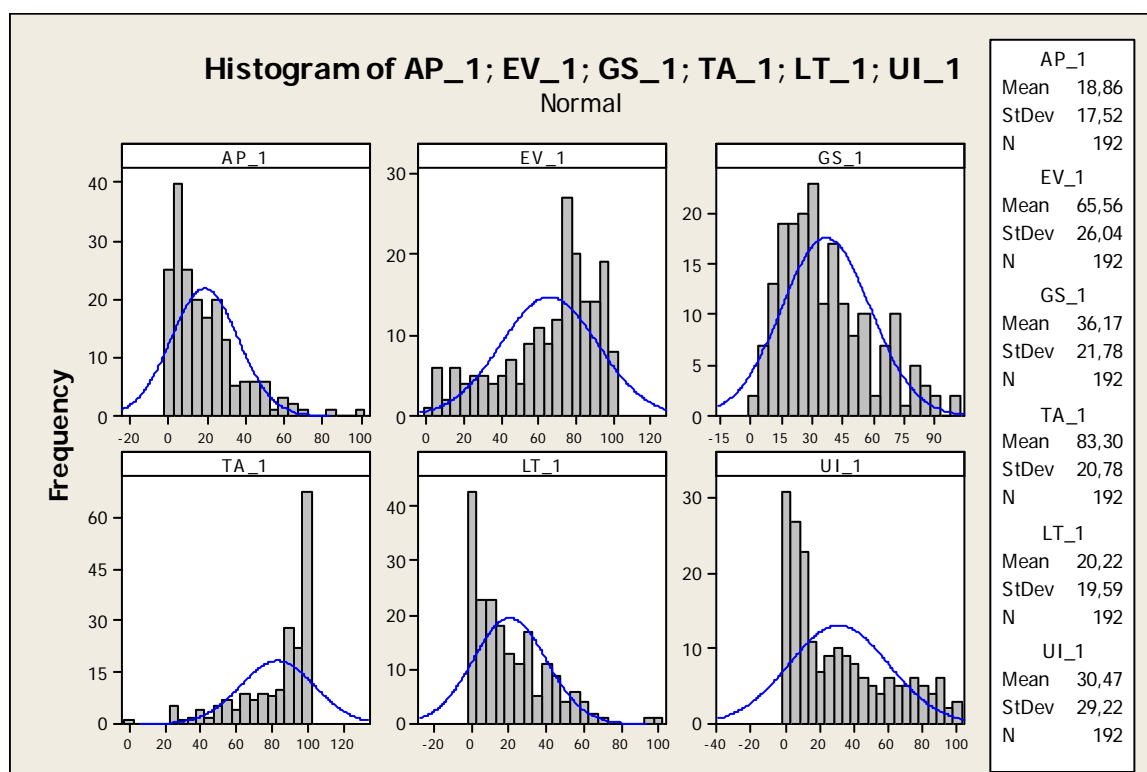 Histogram of AP_1; EV_1; GS_1; TA_1; LT_1; UI_1
Normal
Frequency
AP_1
40
30
20
10
0
-20 0 20 40 60 80 100
EV_1
30
20
10
0
0 20 40 60 80 100 120
GS_1
20
15
10
5
0
-15 0 15 30 45 60 75 90
TA_1
60
45
30
15
0
0 20 40 60 80 100 120
LT_1
40
30
20
10
0
-20 0 20 40 60 80 100
UI_1
30
20
10
0
-40 -20 0 20 40 60 80 100
AP_1
Mean 18,86
StDev 17,52
N 192
EV_1
Mean 65,56
StDev 26,04
N 192
GS_1
Mean 36,17
StDev 21,78
N 192
TA_1
Mean 83,30
StDev 20,78
N 192
LT_1
Mean 20,22
StDev 19,59
N 192
UI_1
Mean 30,47
StDev 29,22
N 192